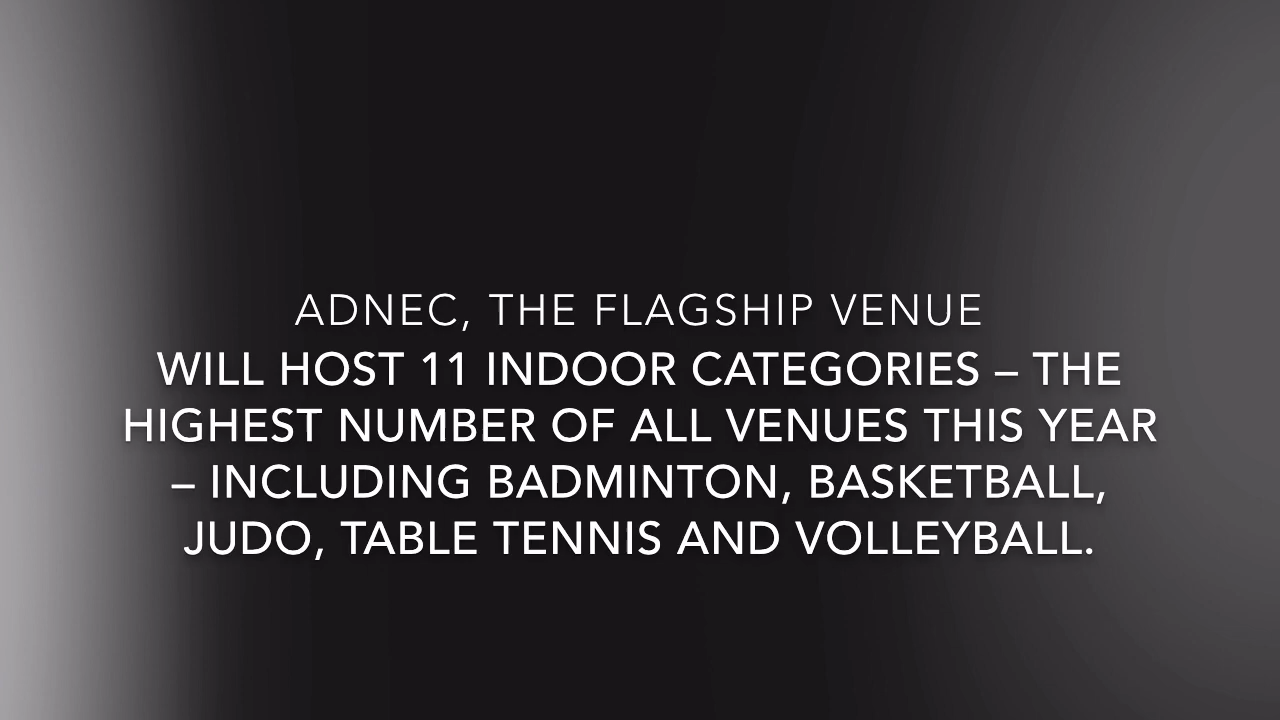 ADNEC, THE FLAGSHIP VENUE
WILL HOST 11 INDOOR CATEGORIES – THE
HIGHEST NUMBER OF ALL VENUES THIS YEAR
– INCLUDING BADMINTON, BASKETBALL,
JUDO, TABLE TENNIS AND VOLLEYBALL.